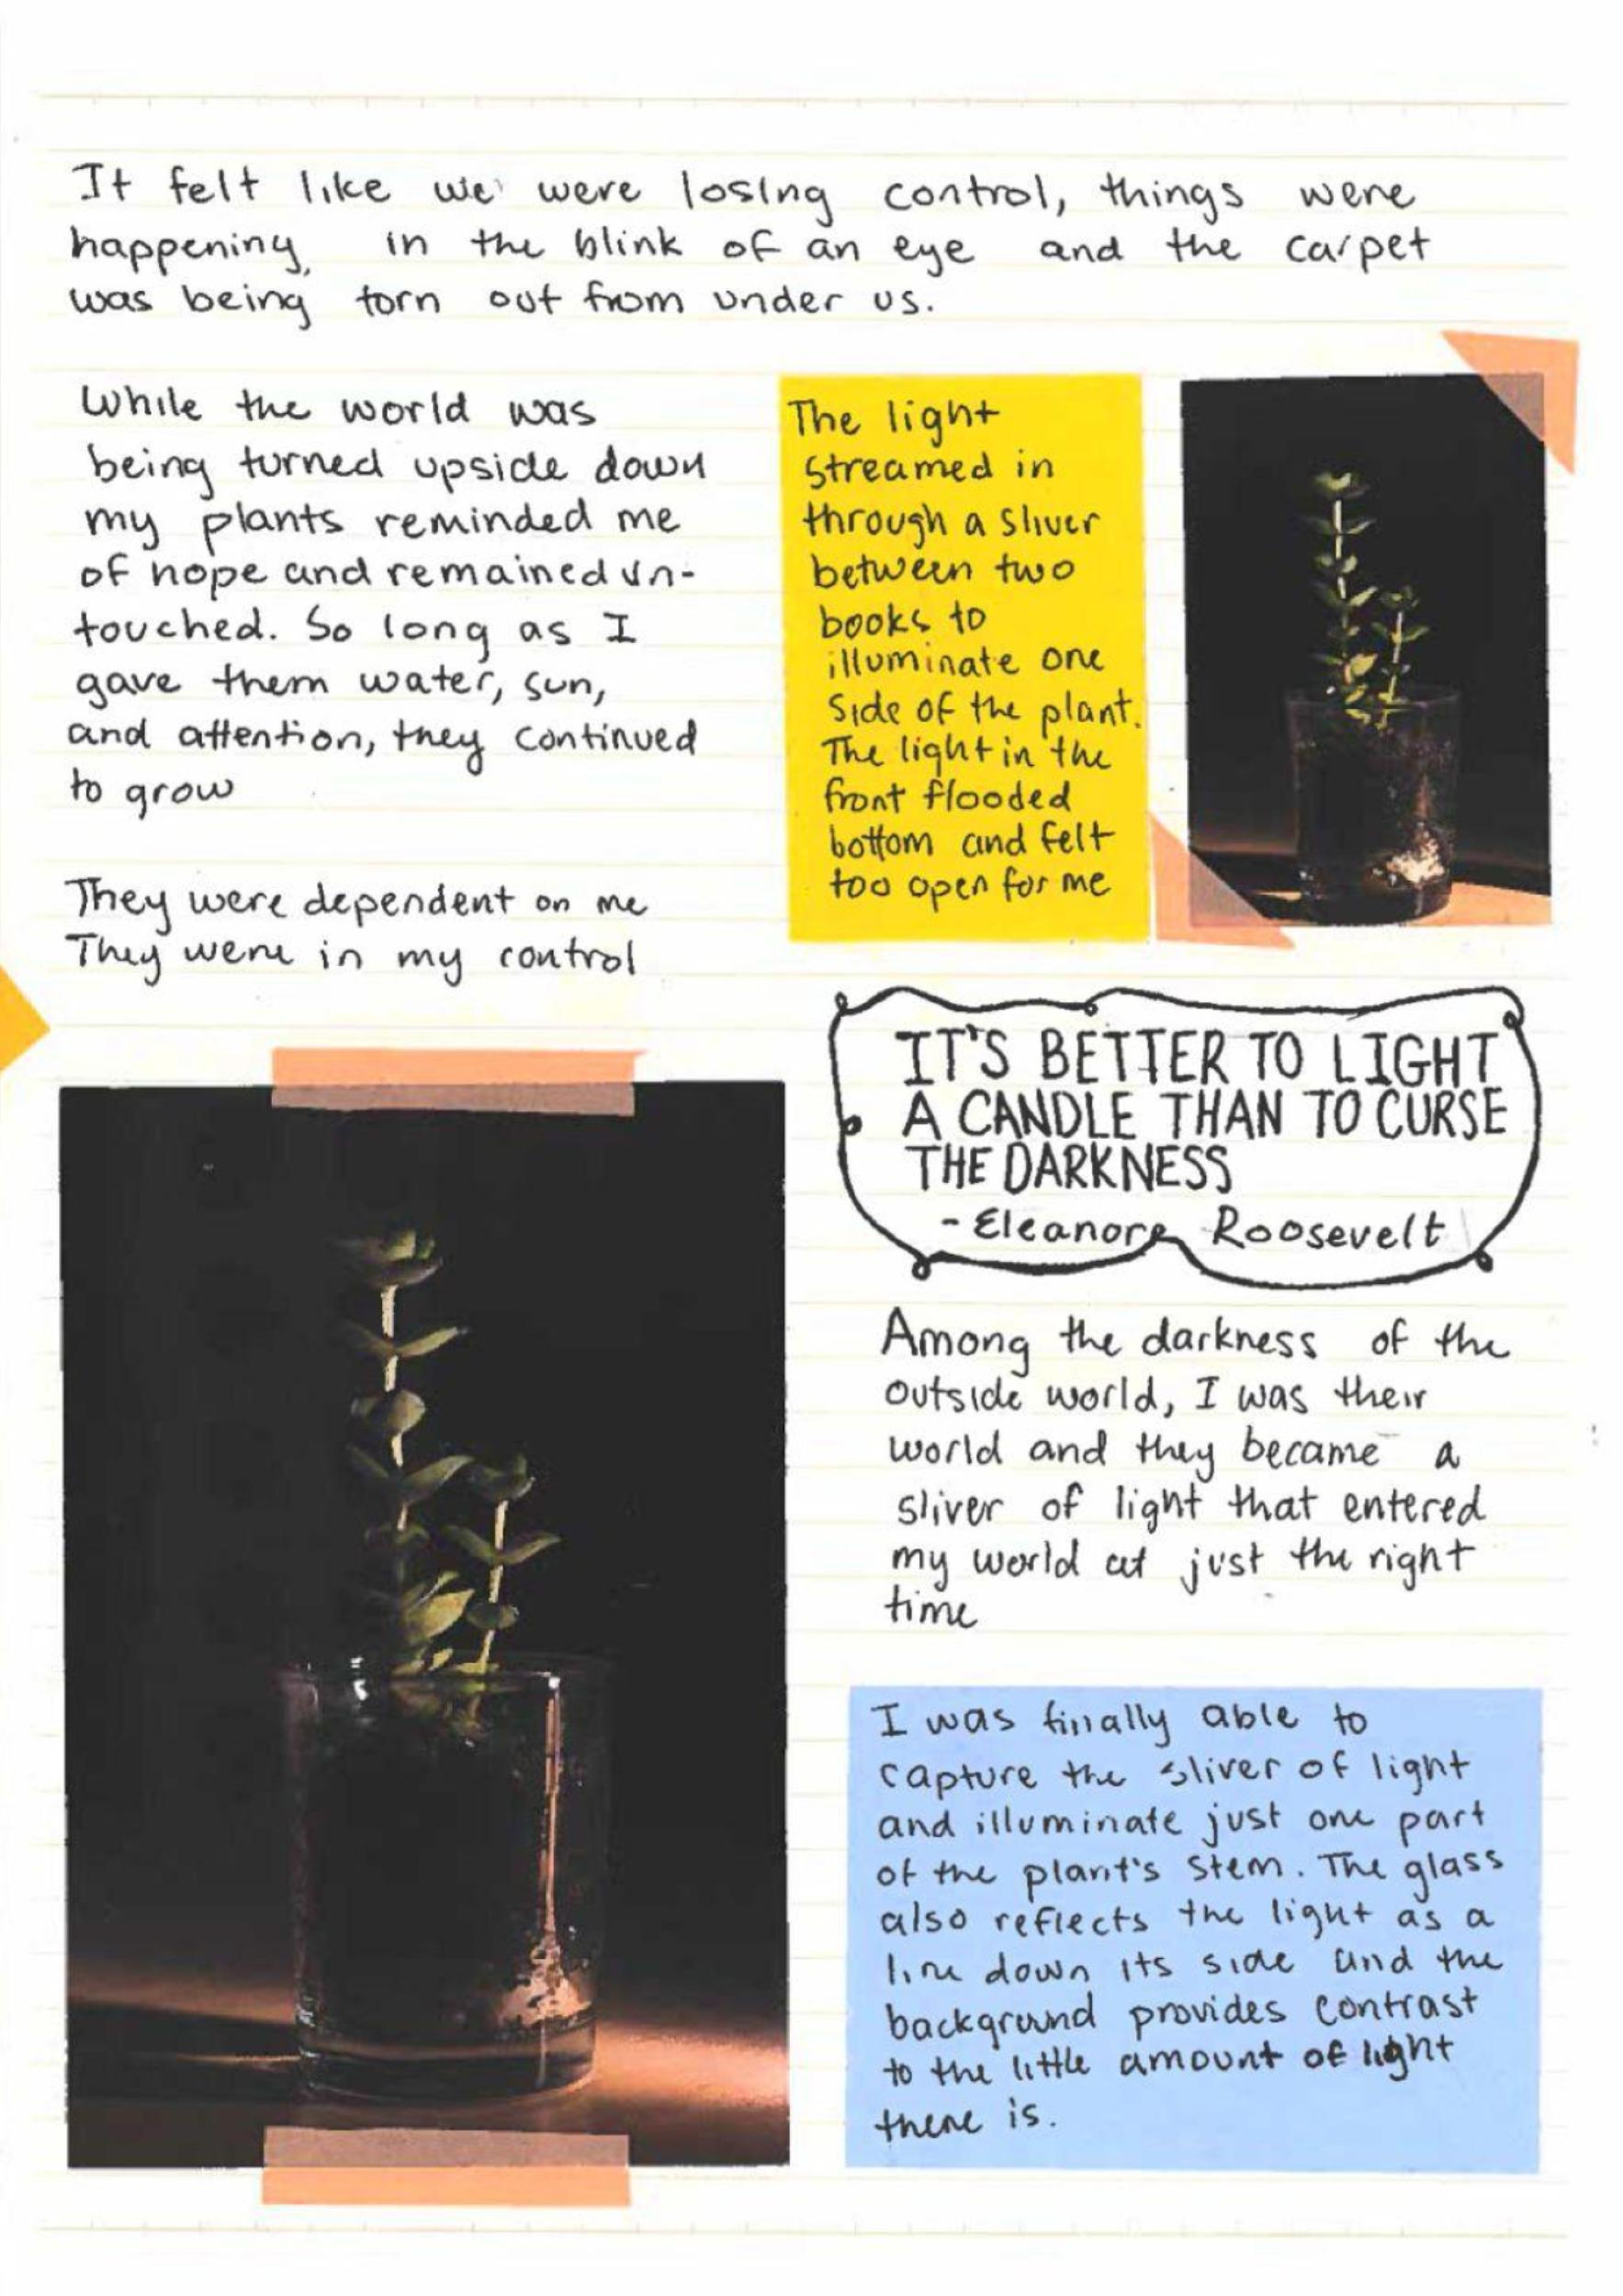 It felt like we were losing control, things were
happening, in the blink of an eye and the carpet
was being torn out from under us.
While the world was
being turned upside down
my plants reminded me
of hope and remained un-
touched. So long as I
gave them water, sun,
and attention, they continued
to grow
They were dependent on me
They were in my control
The light
streamed in
through a sliver
between two
books to
illuminate one
side of the plant.
The light in the
front flooded
bottom and felt
too open for me
IT'S BETTER TO LIGHT
A CANDLE THAN TO CURSE
THE DARKNESS
- Eleanore Roosevelt
Among the darkness of the
outside world, I was their
world and they became a
sliver of light that entered
my world at just the right
time
I was finally able to
capture the sliver of light
and illuminate just one part
of the plant's stem. The glass
also reflects the light as a
line down its side and the
background provides contrast
to the little amount of light
there is.